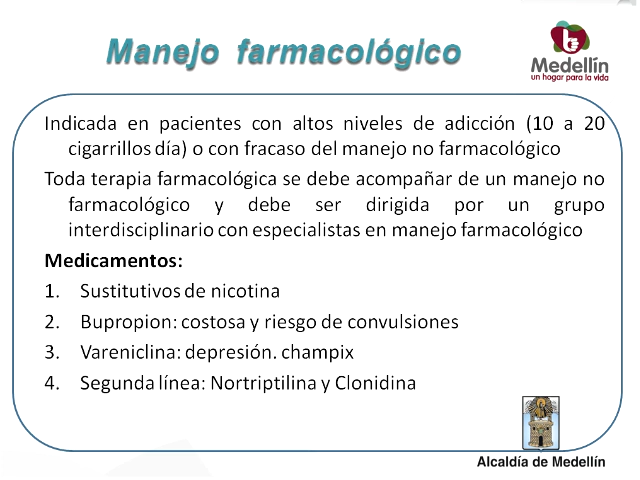 Manejo farmacológico
Medellín
un hogar para la vida
Indicada en pacientes con altos niveles de adicción (10 a 20
cigarrillos día) o con fracaso del manejo no farmacológico
Toda terapia farmacológica se debe acompañar de un manejo no
farmacológico y debe ser dirigida por un grupo
interdisciplinario con especialistas en manejo farmacológico
Medicamentos:
1. Sustitutivos de nicotina
2. Bupropion: costosa y riesgo de convulsiones
3. Vareniclina: depresión. champix
4. Segunda línea: Nortriptilina y Clonidina
Alcaldía de Medellín